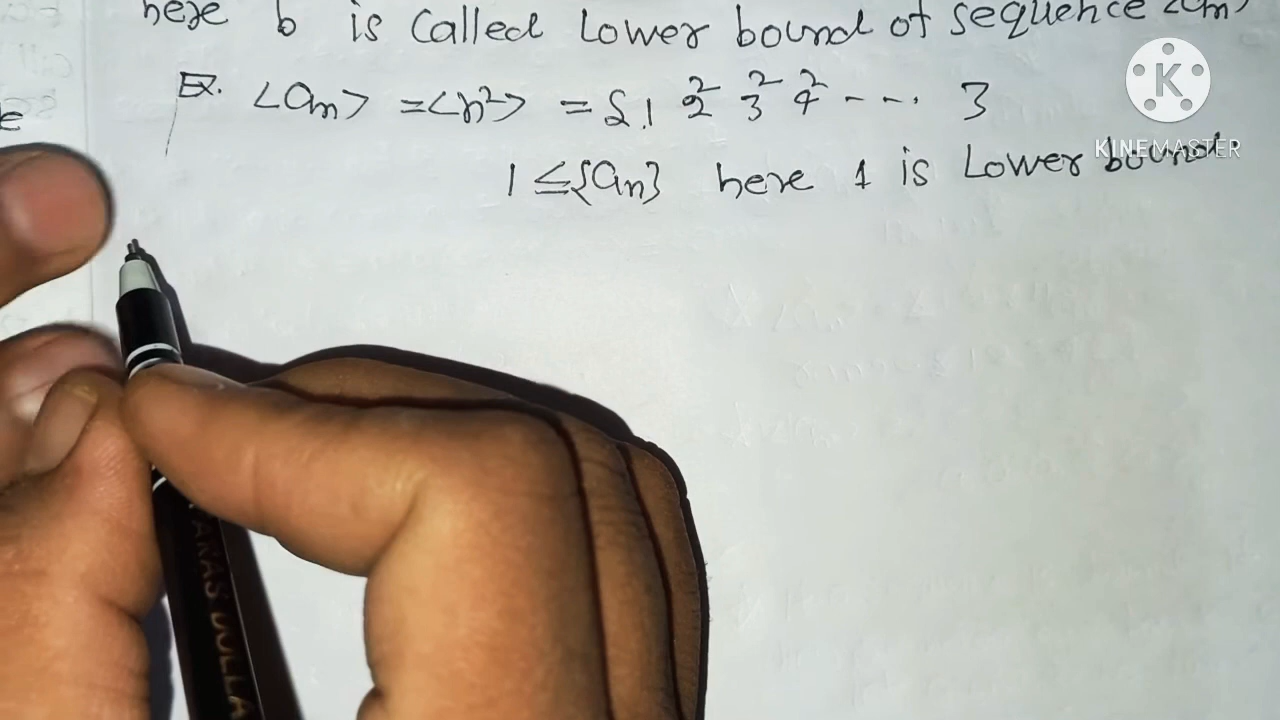 here b is called Lower bound of sequence <an>
Ex. <an> = <n²> = {1, 2² 3² 4² --- }
1 ≤ {an} here 1 is Lower bound
K
KINEMASTER